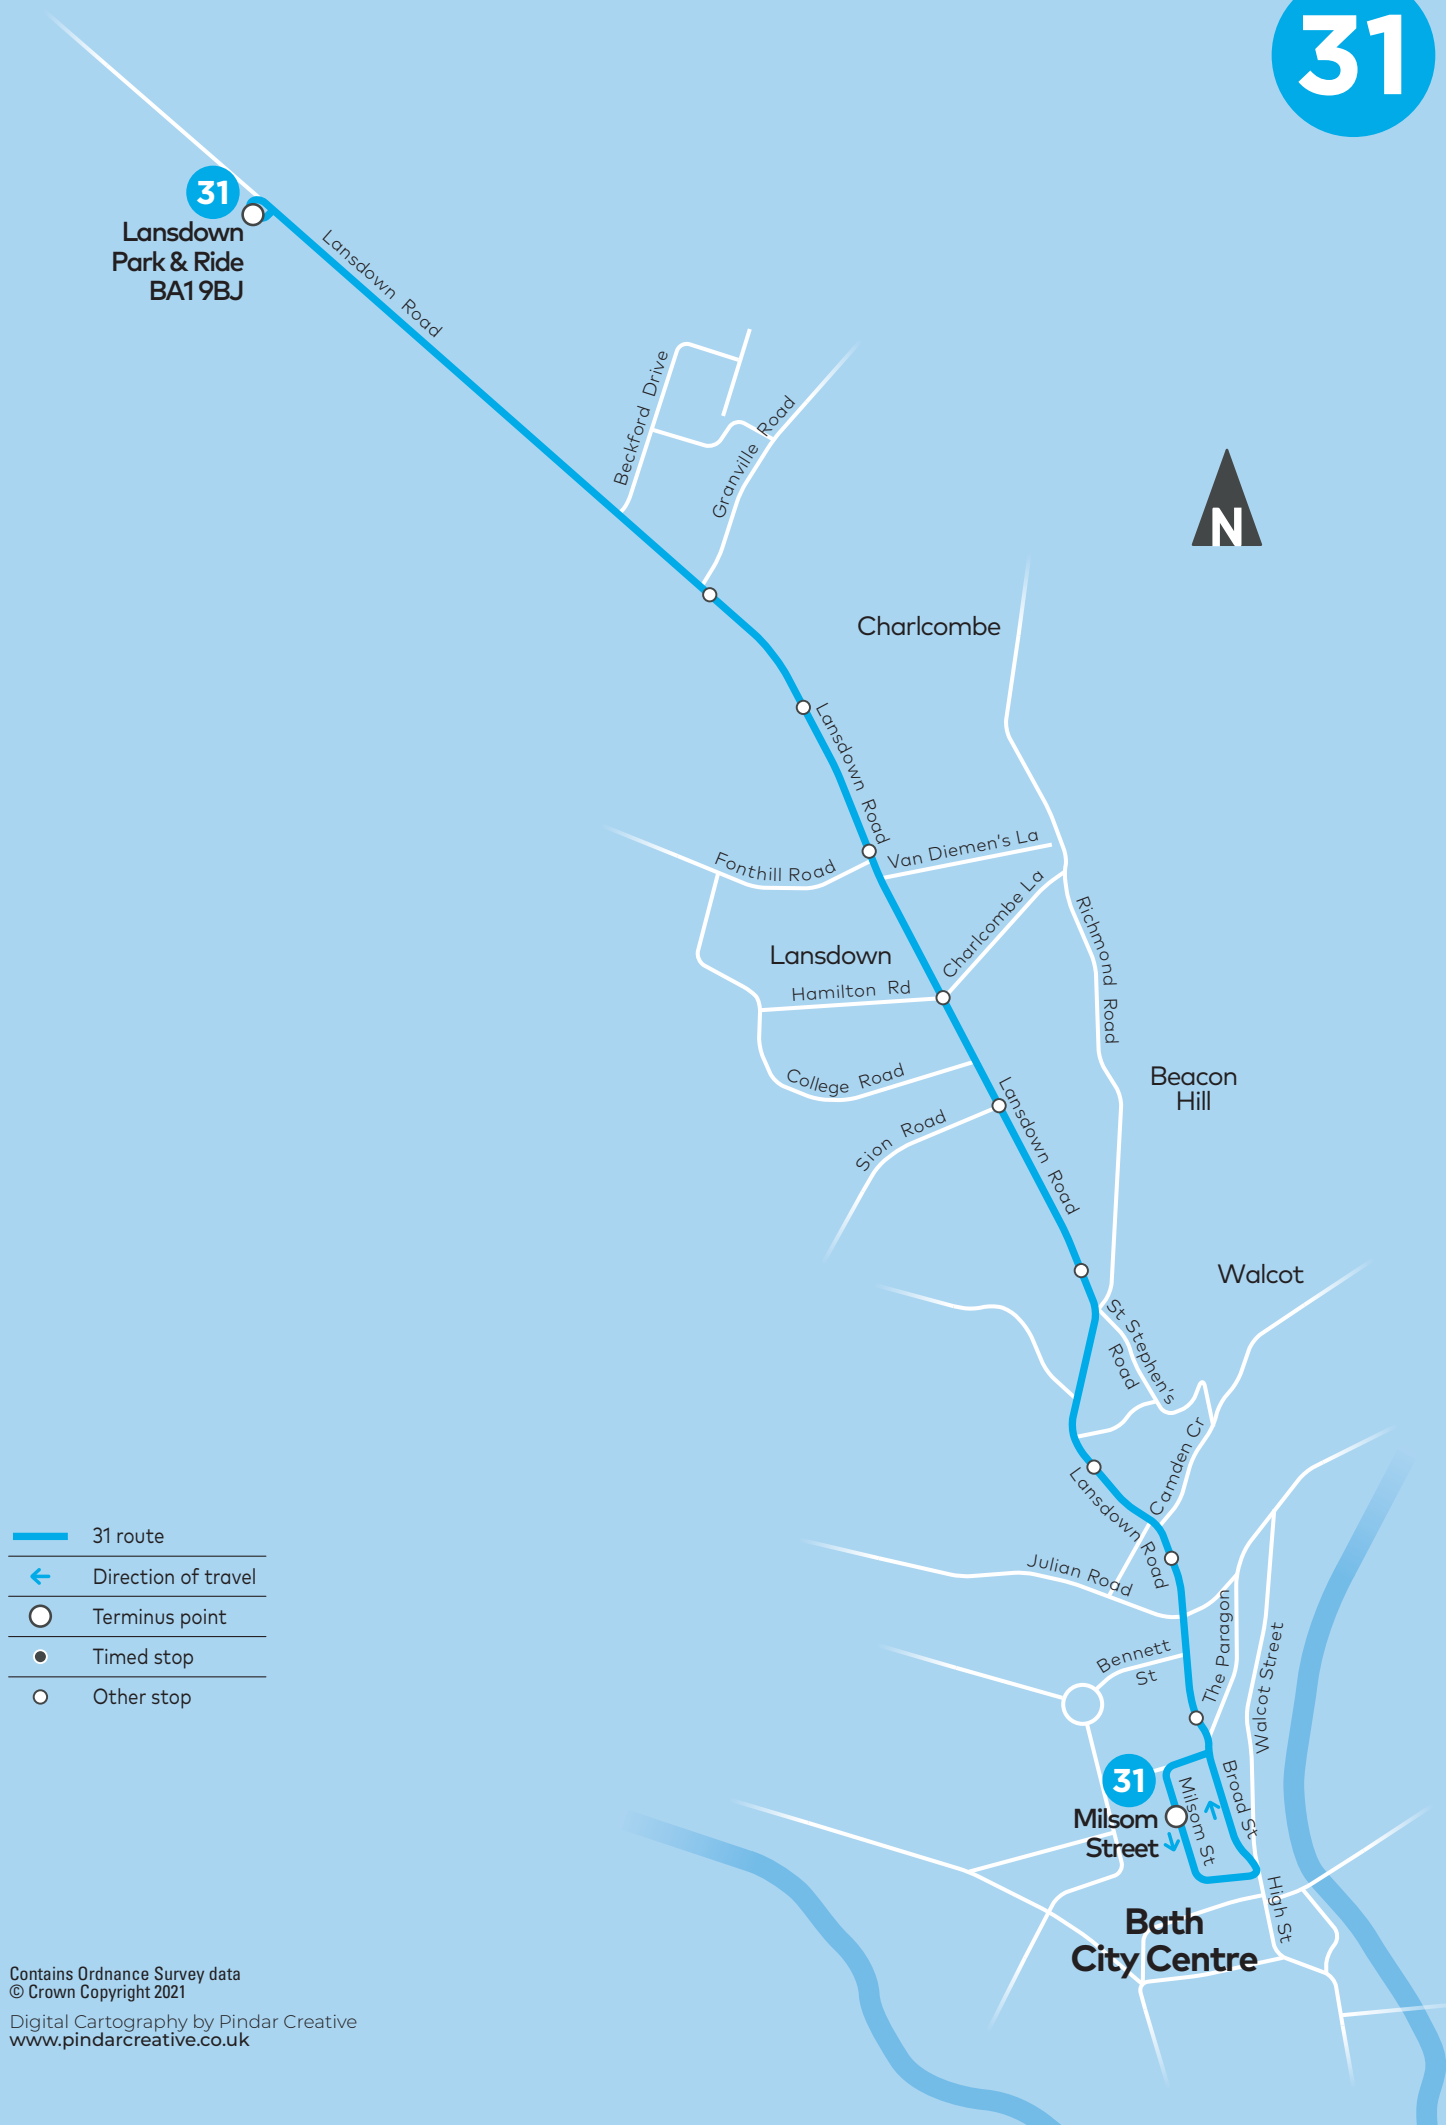 31
31
Lansdown
Park & Ride
BA1 9BJ
Lansdown Road
Beckford Drive
Granville Road
N
Charlcombe
Lansdown Road
Fonthill Road
Van Diemen's La
Charlcombe La
Richmond Road
Lansdown
Hamilton Rd
College Road
Beacon
Hill
Lansdown Road
Sion Road
Walcot
St Stephen's
Road
Camden Cr
Lansdown Road
Julian Road
The Paragon
Walcot Street
Bennett
St
31
Milsom
Street
Milsom St
Broad St
High St
Bath
City Centre
31 route
Direction of travel
Terminus point
Timed stop
Other stop
Contains Ordnance Survey data
© Crown Copyright 2021
Digital Cartography by Pindar Creative
www.pindarcreative.co.uk